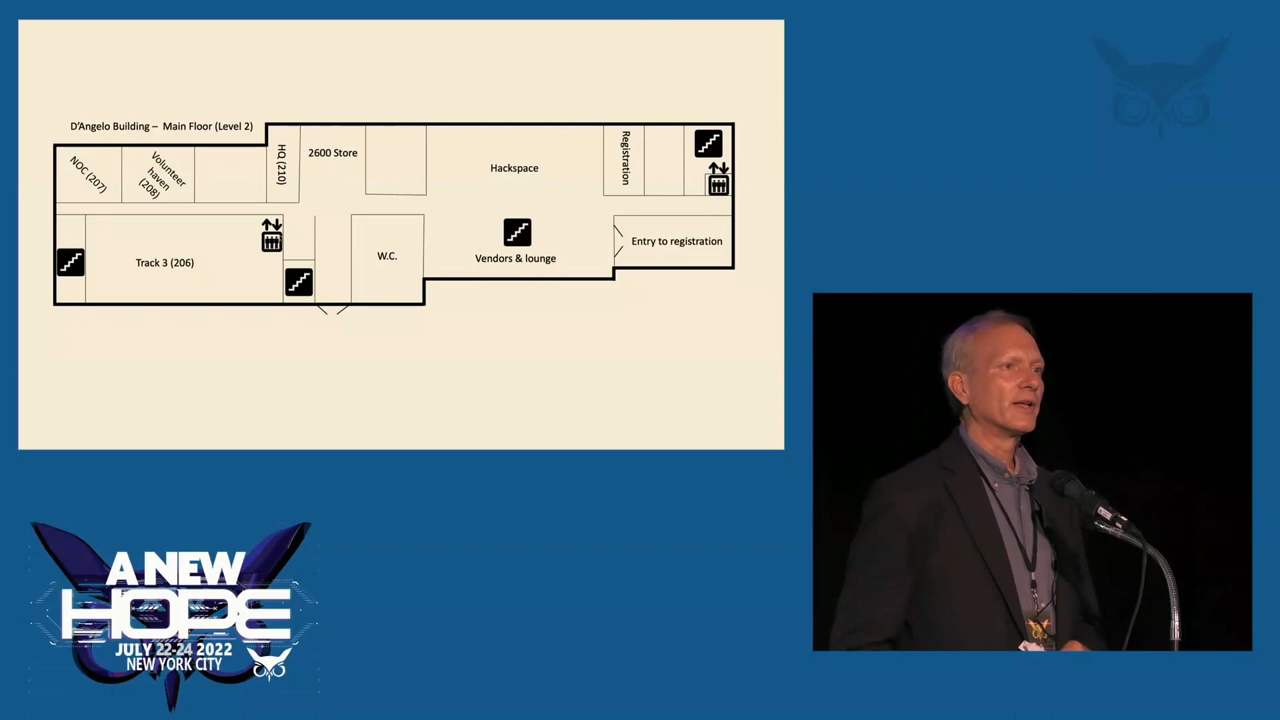 D'Angelo Building – Main Floor (Level 2)
NOC (207)
Volunteer
haven
(208)
HQ (210)
2600 Store
Hackspace
Registration
Track 3 (206)
W.C.
Vendors & lounge
Entry to registration
A NEW
HOPE
JULY 22-24 2022
NEW YORK CITY